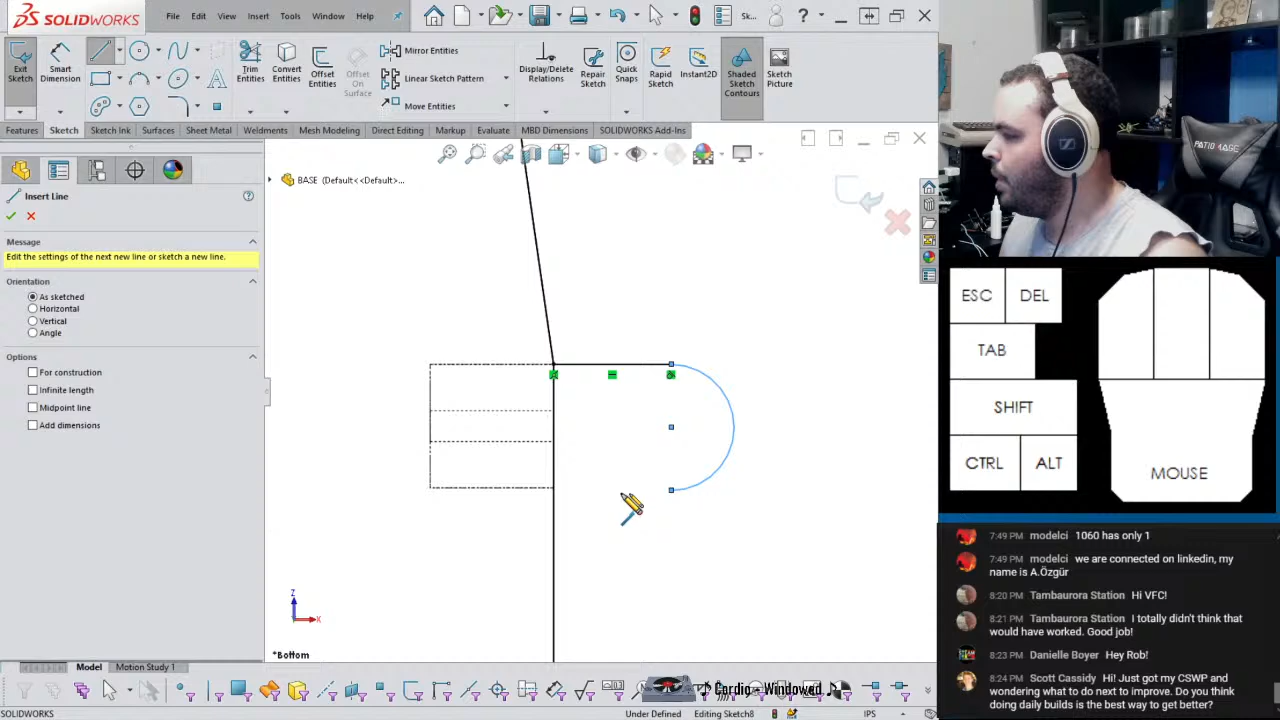 SOLIDWORKS
File Edit View Insert Tools Window Help
Sk...
Exit Sketch
Smart Dimension
Trim Entities
Convert Entities
Offset Entities
Offset On Surface
Mirror Entities
Linear Sketch Pattern
Move Entities
Display/Delete Relations
Repair Sketch
Quick Snaps
Rapid Sketch
Instant2D
Shaded Sketch Contours
Sketch Picture
Features Sketch Sketch Ink Surfaces Sheet Metal Weldments Mesh Modeling Direct Editing Markup Evaluate MBD Dimensions SOLIDWORKS Add-Ins
BASE (Default<<Default>...
Insert Line
Message
Edit the settings of the next new line or sketch a new line.
Orientation
As sketched
Horizontal
Vertical
Angle
Options
For construction
Infinite length
Midpoint line
Add dimensions
Z
X
*Bottom
Model Motion Study 1
Cordig - Windowed
SOLIDWORKS
Under Defined Editing Sketch8 IPS
ESC DEL
TAB
SHIFT
CTRL ALT
MOUSE
7:49 PM modelci 1060 has only 1
7:49 PM modelci we are connected on linkedin, my
name is A.Özgür
8:20 PM Tambaurora Station Hi VFC!
8:21 PM Tambaurora Station I totally didn't think that
would have worked. Good job!
8:23 PM Danielle Boyer Hey Rob!
8:24 PM Scott Cassidy Hi! Just got my CSWP and
wondering what to do next to improve. Do you think
doing daily builds is the best way to get better?